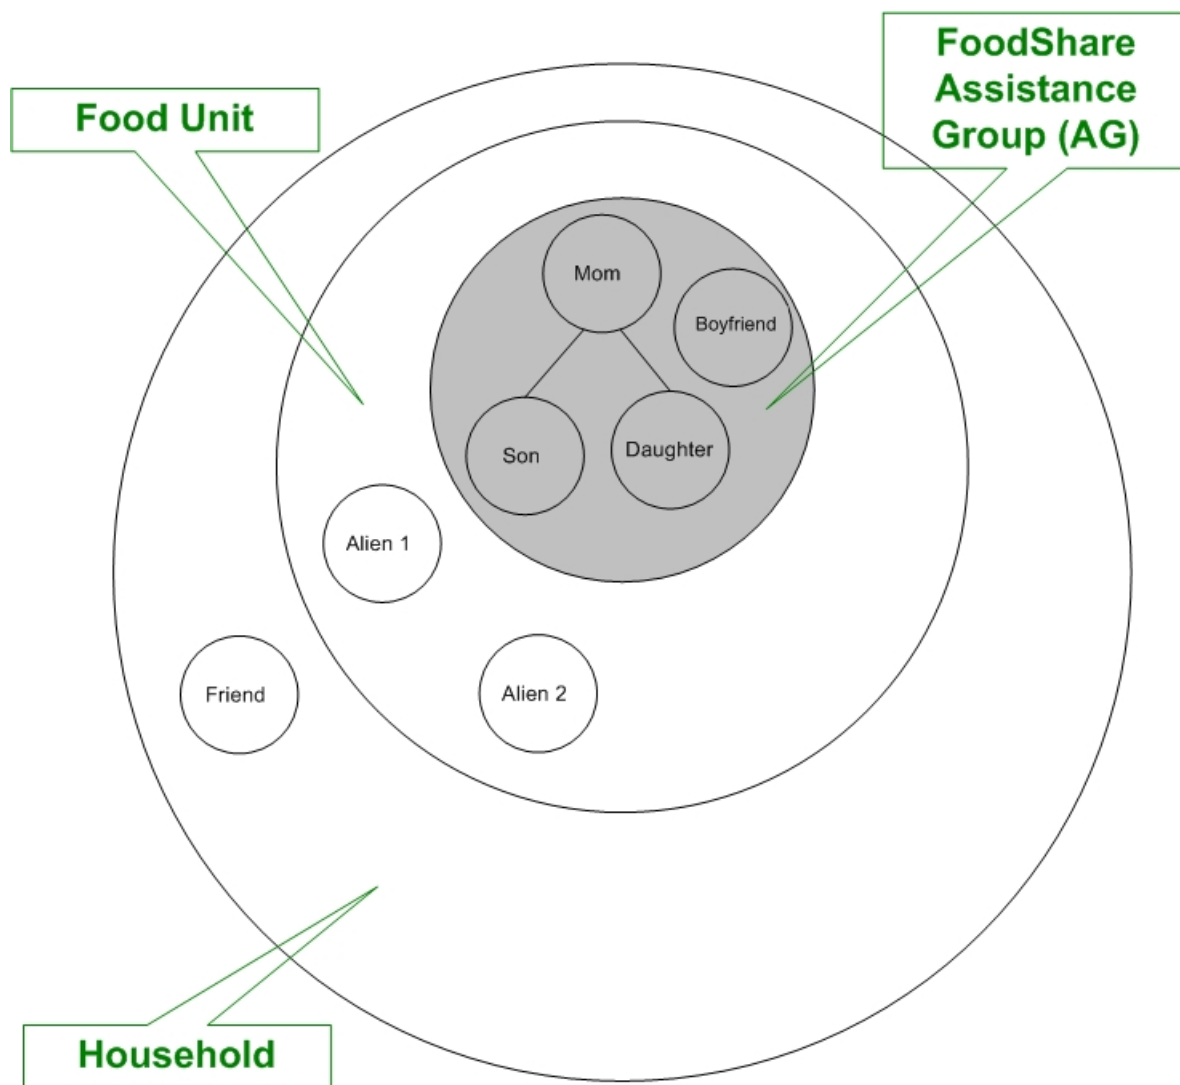 FoodShare
Assistance
Group (AG)
Food Unit
Mom
Boyfriend
Son
Daughter
Alien 1
Friend
Alien 2
Household